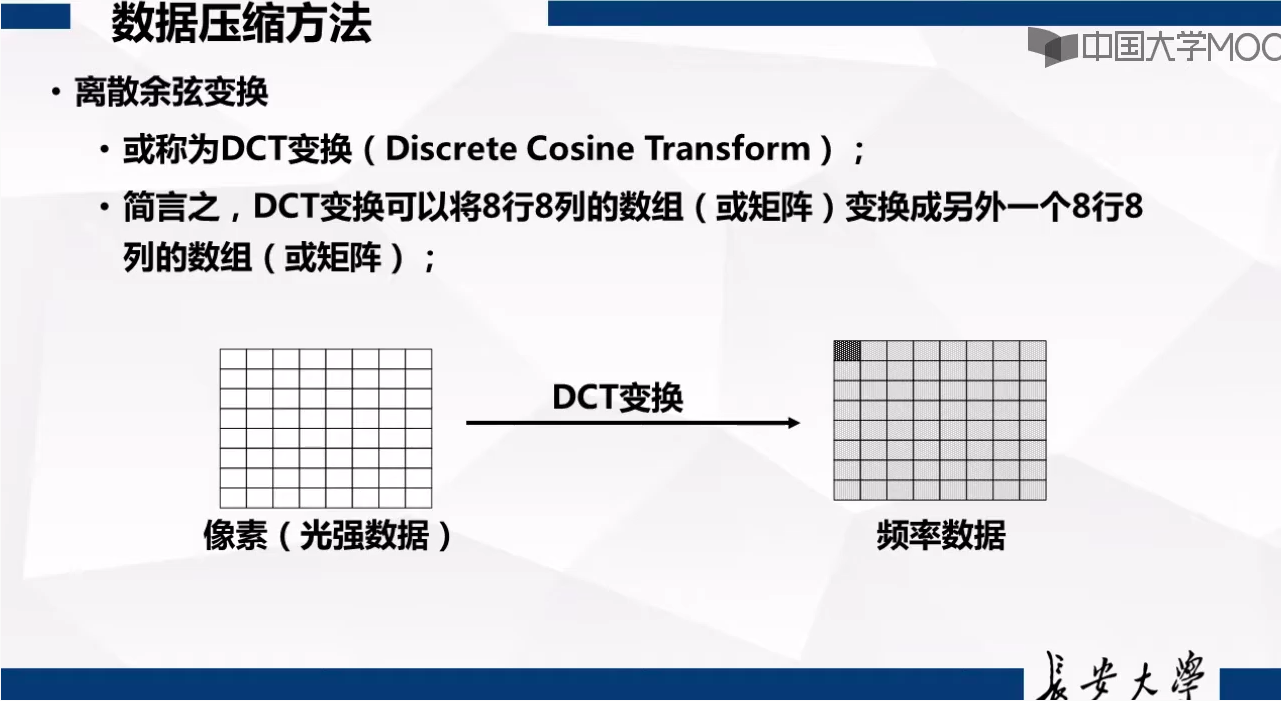 数据压缩方法
中国大学MOC
• 离散余弦变换
• 或称为DCT变换（Discrete Cosine Transform）；
• 简言之，DCT变换可以将8行8列的数组（或矩阵）变换成另外一个8行8
列的数组（或矩阵）；
DCT变换
像素（光强数据）
频率数据
長安大學